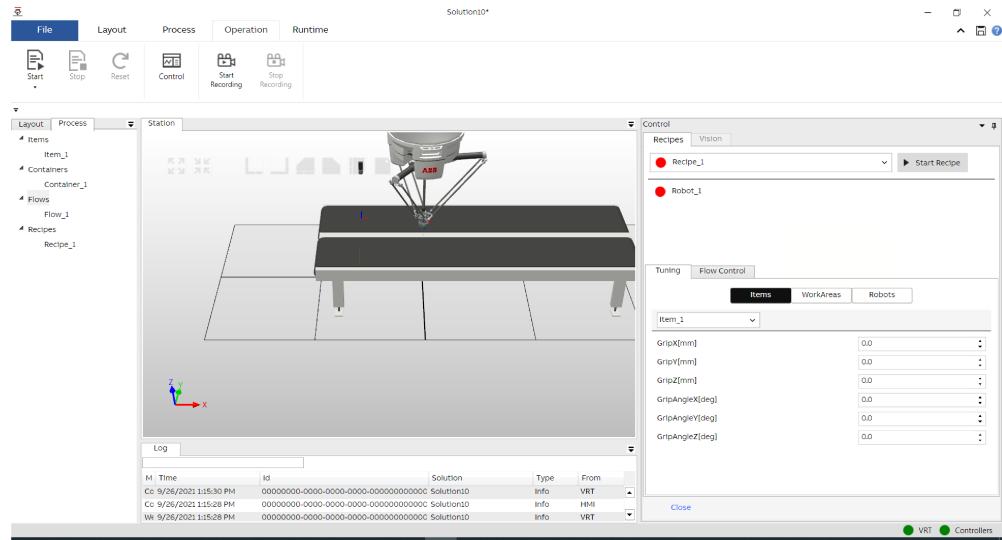 Solution10*
File Layout Process Operation Runtime
Start Stop Reset Control Start Recording Stop Recording
Layout Process
Items
Item_1
Containers
Container_1
Flows
Flow_1
Recipes
Recipe_1
Station
ABB
Z Y
X
Log
M Time Id Solution Type From
Cc 9/26/2021 1:15:30 PM 00000000-0000-0000-0000-00000000000C Solution10 Info VRT
Cc 9/26/2021 1:15:28 PM 00000000-0000-0000-0000-00000000000C Solution10 Info HMI
We 9/26/2021 1:15:28 PM 00000000-0000-0000-0000-00000000000C Solution10 Info VRT
Control
Recipes Vision
Recipe_1 Start Recipe
Robot_1
Tuning Flow Control
Items WorkAreas Robots
Item_1
GripX[mm] 0.0
GripY[mm] 0.0
GripZ[mm] 0.0
GripAngleX[deg] 0.0
GripAngleY[deg] 0.0
GripAngleZ[deg] 0.0
Close
VRT Controllers